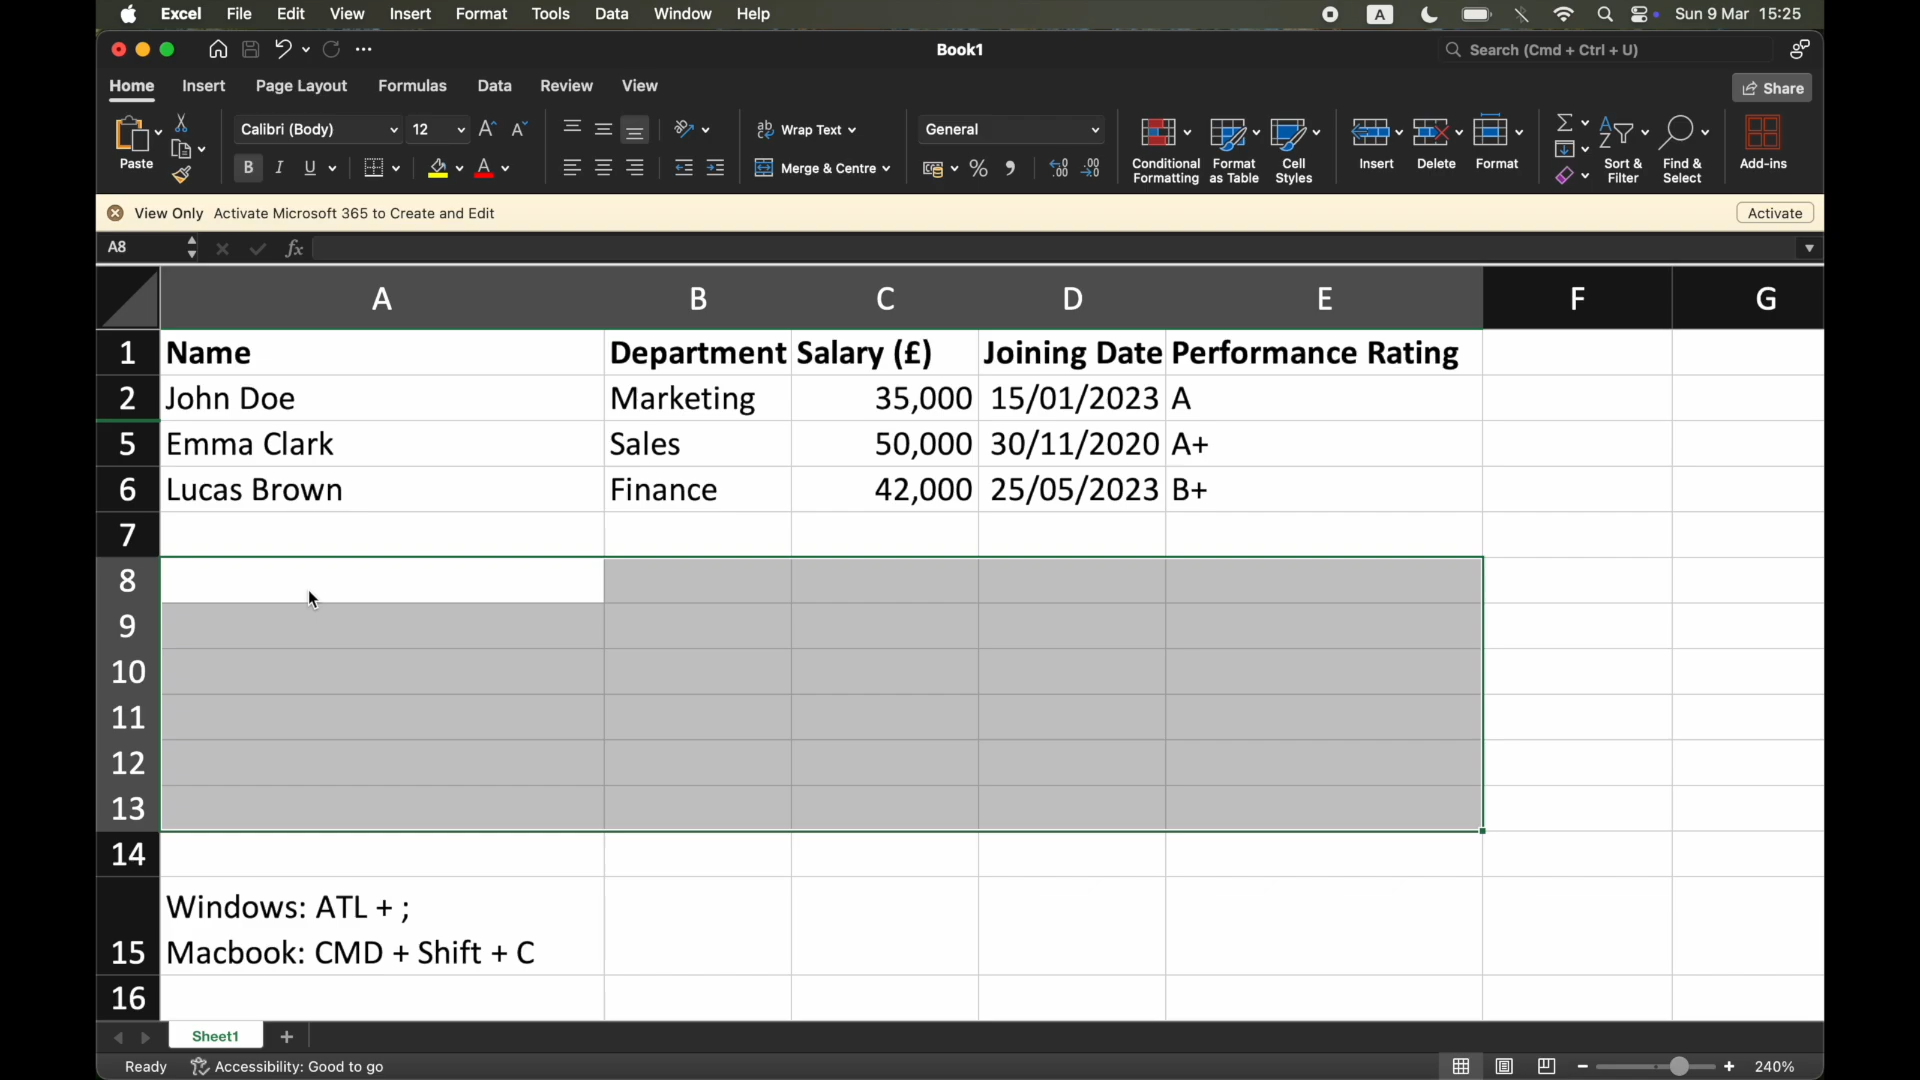 Excel File Edit View Insert Format Tools Data Window Help A Sun 9 Mar 15:25
Book1 Search (Cmd + Ctrl + U)
Home Insert Page Layout Formulas Data Review View Share
Paste Calibri (Body) 12 A A Wrap Text General
B I U A Merge & Centre % Conditional Formatting Format as Table Cell Styles Insert Delete Format Sort & Filter Find & Select Add-ins
View Only Activate Microsoft 365 to Create and Edit Activate
A8 fx
A B C D E F G
1 Name Department Salary (£) Joining Date Performance Rating
2 John Doe Marketing 35,000 15/01/2023 A
5 Emma Clark Sales 50,000 30/11/2020 A+
6 Lucas Brown Finance 42,000 25/05/2023 B+
7
8
9
10
11
12
13
14
Windows: ATL + ;
15 Macbook: CMD + Shift + C
16
Sheet1 +
Ready Accessibility: Good to go 240%